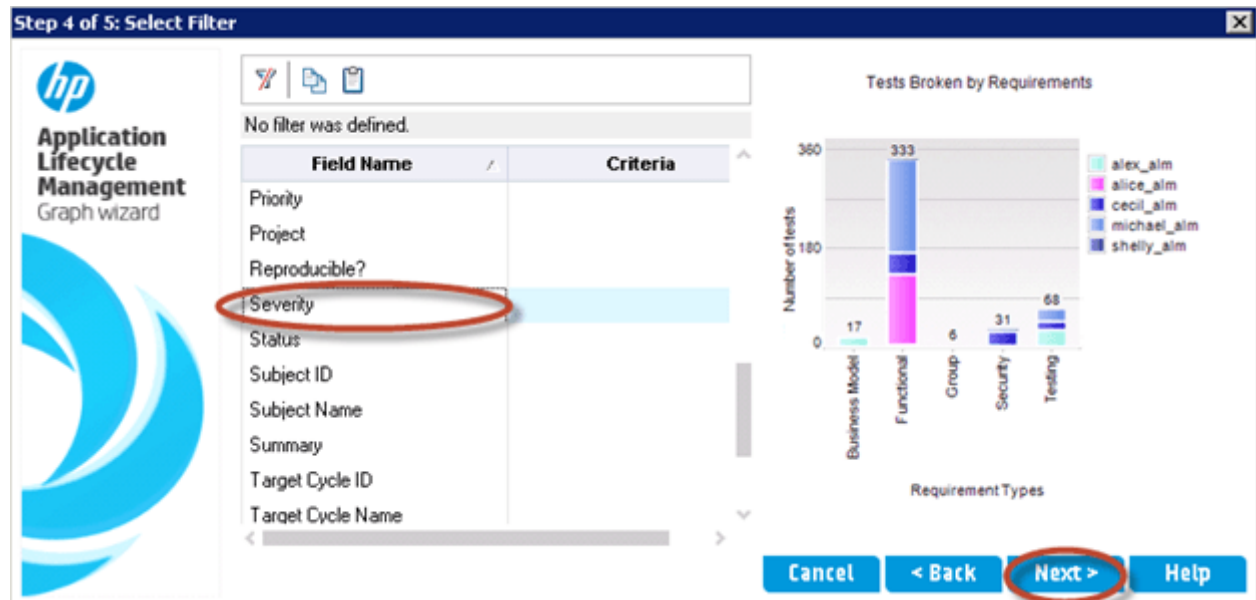 Step 4 of 5: Select Filter
hp
Application
Lifecycle
Management
Graph wizard
No filter was defined.
Field Name
Criteria
Priority
Project
Reproducible?
Severity
Status
Subject ID
Subject Name
Summary
Target Cycle ID
Target Cycle Name
Tests Broken by Requirements
Number of tests
360
180
0
17
333
6
31
68
Business Model
Functional
Group
Security
Testing
Requirement Types
alex_alm
alice_alm
cecil_alm
michael_alm
shelly_alm
Cancel
< Back
Next >
Help